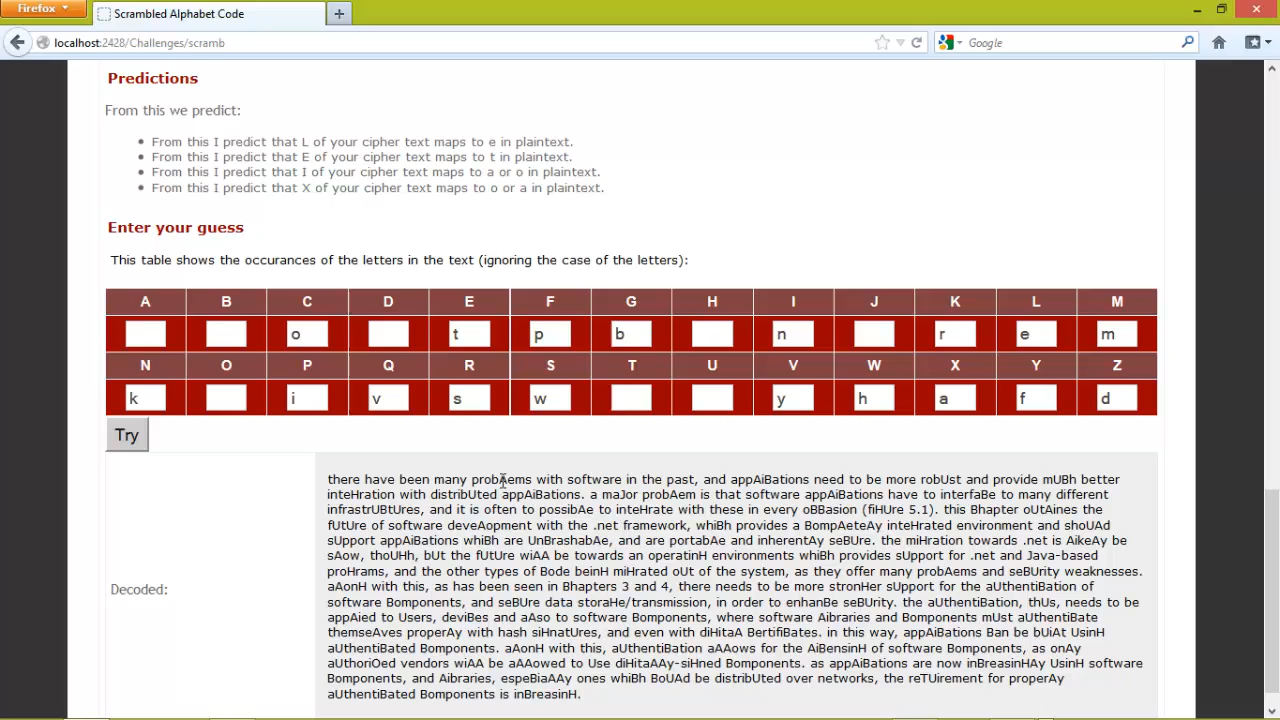 Firefox
Scrambled Alphabet Code
localhost:2428/Challenges/scramb
Google
Predictions
From this we predict:
From this I predict that L of your cipher text maps to e in plaintext.
From this I predict that E of your cipher text maps to t in plaintext.
From this I predict that I of your cipher text maps to a or o in plaintext.
From this I predict that X of your cipher text maps to o or a in plaintext.
Enter your guess
This table shows the occurances of the letters in the text (ignoring the case of the letters):
A B C D E F G H I J K L M
o t p b n r e m
N O P Q R S T U V W X Y Z
k i v s w y h a f d
Try
Decoded:
there have been many probAems with software in the past, and appAiBations need to be more robUst and provide mUBh better
inteHration with distribUted appAiBations. a maJor probAem is that software appAiBations have to interfaBe to many different
infrastrUBtUres, and it is often to possibAe to inteHrate with these in every oBBasion (fiHUre 5.1). this Bhapter oUtAines the
fUtUre of software deveAopment with the .net framework, whiBh provides a BompAeteAy inteHrated environment and shoUAd
sUpport appAiBations whiBh are UnBrashabAe, and are portabAe and inherentAy seBUre. the miHration towards .net is AikeAy be
sAow, thoUHh, bUt the fUtUre wiAA be towards an operatinH environments whiBh provides sUpport for .net and Java-based
proHrams, and the other types of Bode beinH miHrated oUt of the system, as they offer many probAems and seBUrity weaknesses.
aAonH with this, as has been seen in Bhapters 3 and 4, there needs to be more stronHer sUpport for the aUthentiBation of
software Bomponents, and seBUre data storaHe/transmission, in order to enhanBe seBUrity. the aUthentiBation, thUs, needs to be
appAied to Users, deviBes and aAso to software Bomponents, where software Aibraries and Bomponents mUst aUthentiBate
themseAves properAy with hash siHnatUres, and even with diHitaA BertifiBates. in this way, appAiBations Ban be bUiAt UsinH
aUthentiBated Bomponents. aAonH with this, aUthentiBation aAAows for the AiBensinH of software Bomponents, as onAy
aUthoriOed vendors wiAA be aAAowed to Use diHitaAAy-siHned Bomponents. as appAiBations are now inBreasinHAy UsinH software
Bomponents, and Aibraries, espeBiaAAy ones whiBh BoUAd be distribUted over networks, the reTUirement for properAy
aUthentiBated Bomponents is inBreasinH.